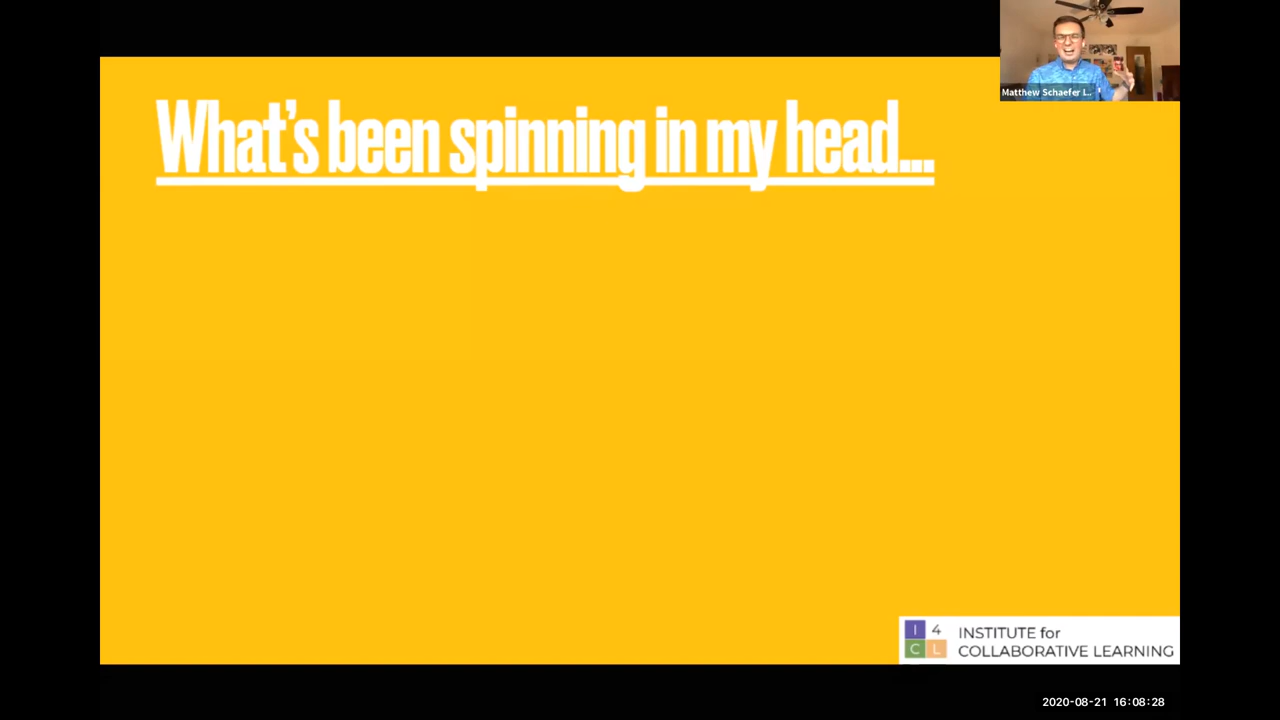 Matthew Schaefer L..
What's been spinning in my head...
I 4
C L
INSTITUTE for
COLLABORATIVE LEARNING
2020-08-21 16:08:28